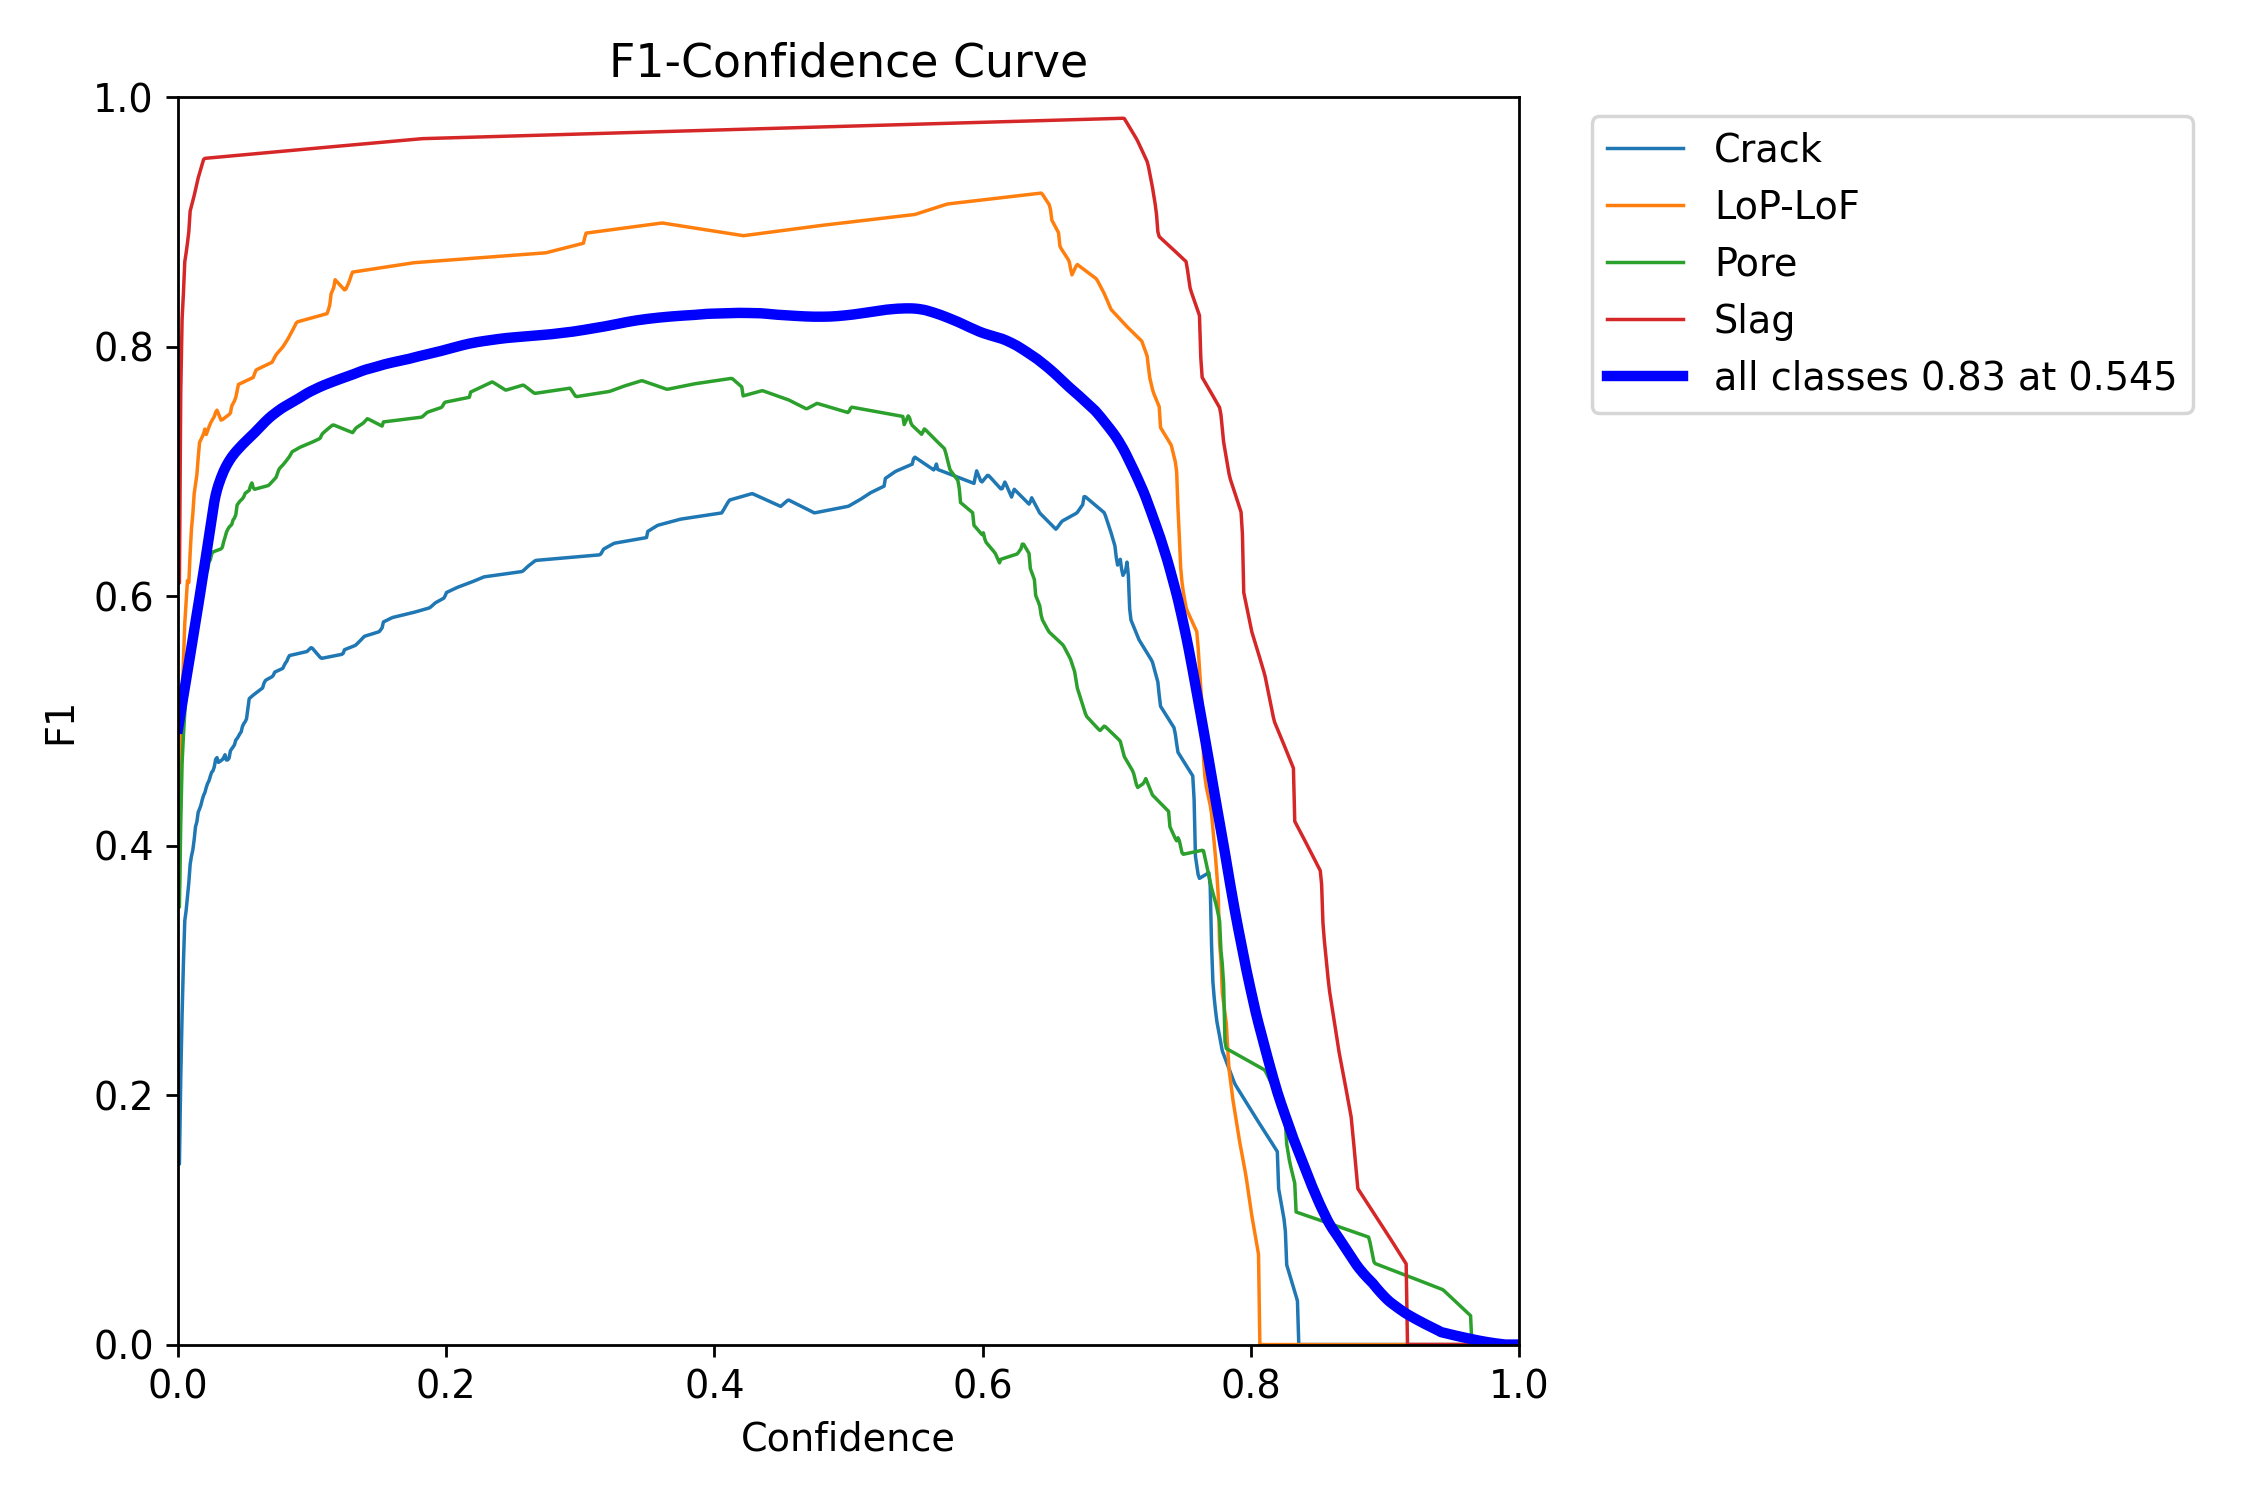 F1-Confidence Curve
1.0
0.8
0.6
0.4
0.2
0.0
F1
0.0 0.2 0.4 0.6 0.8 1.0
Confidence
Crack
LoP-LoF
Pore
Slag
all classes 0.83 at 0.545